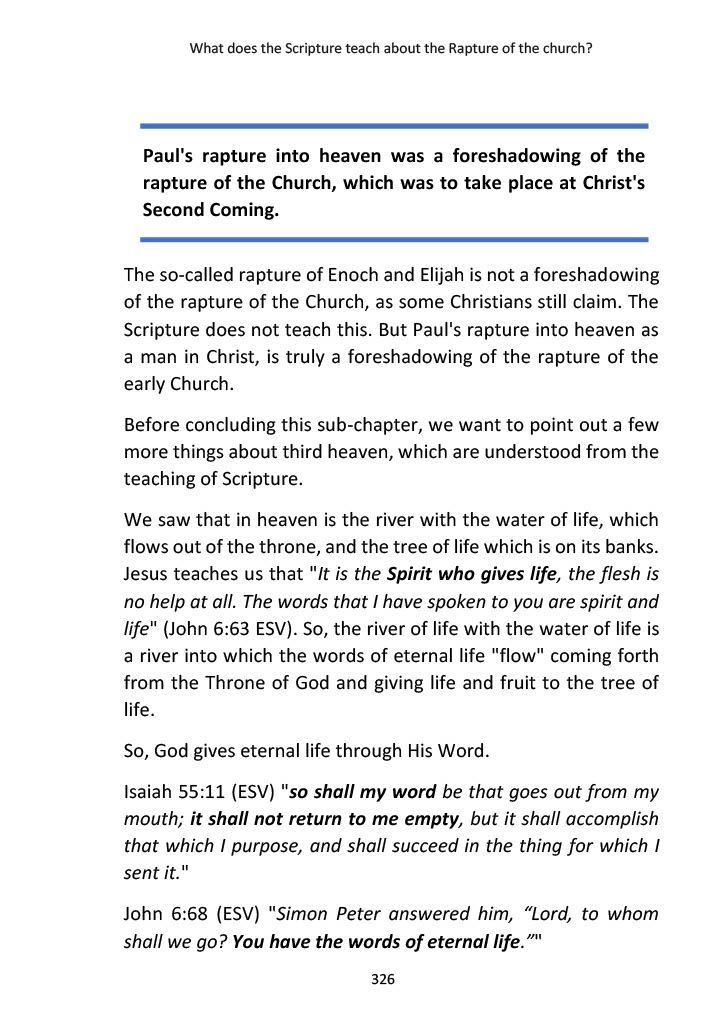 What does the Scripture teach about the Rapture of the church?
Paul's rapture into heaven was a foreshadowing of the
rapture of the Church, which was to take place at Christ's
Second Coming.
The so-called rapture of Enoch and Elijah is not a foreshadowing
of the rapture of the Church, as some Christians still claim. The
Scripture does not teach this. But Paul's rapture into heaven as
a man in Christ, is truly a foreshadowing of the rapture of the
early Church.
Before concluding this sub-chapter, we want to point out a few
more things about third heaven, which are understood from the
teaching of Scripture.
We saw that in heaven is the river with the water of life, which
flows out of the throne, and the tree of life which is on its banks.
Jesus teaches us that "It is the Spirit who gives life, the flesh is
no help at all. The words that I have spoken to you are spirit and
life" (John 6:63 ESV). So, the river of life with the water of life is
a river into which the words of eternal life "flow" coming forth
from the Throne of God and giving life and fruit to the tree of
life.
So, God gives eternal life through His Word.
Isaiah 55:11 (ESV) "so shall my word be that goes out from my
mouth; it shall not return to me empty, but it shall accomplish
that which I purpose, and shall succeed in the thing for which I
sent it."
John 6:68 (ESV) "Simon Peter answered him, “Lord, to whom
shall we go? You have the words of eternal life.”"
326